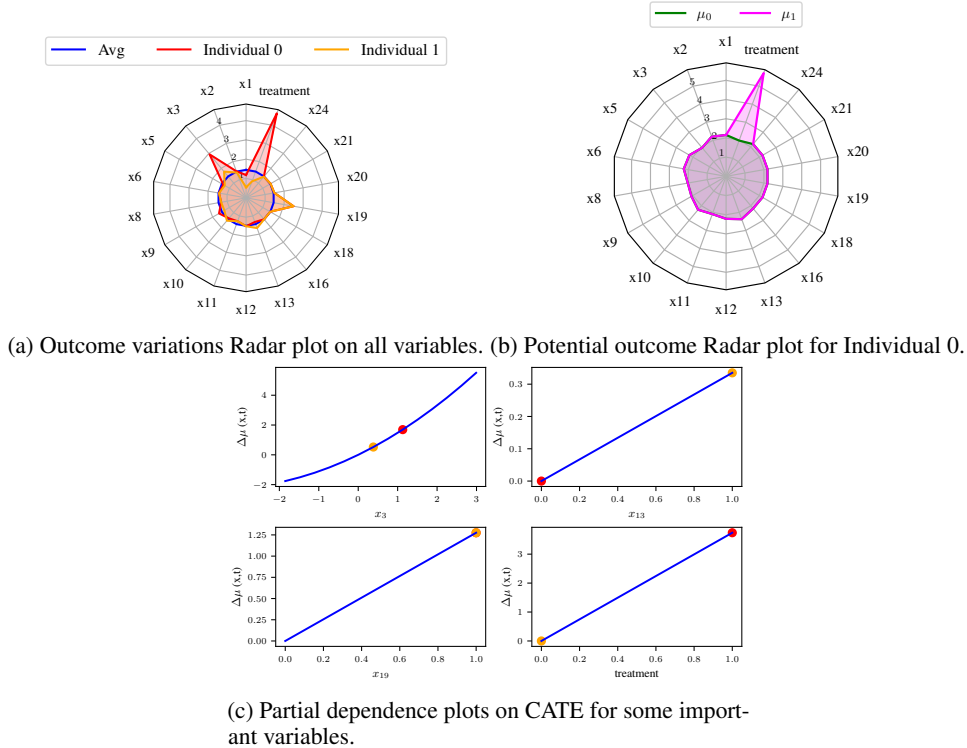 Avg Individual 0 Individual 1
x1
treatment
x24
x21
x20
x19
x18
x16
x13
x12
x11
x10
x9
x8
x6
x5
x3
x2
1
2
3
4
μ0 μ1
x1
treatment
x24
x21
x20
x19
x18
x16
x13
x12
x11
x10
x9
x8
x6
x5
x3
x2
1
2
3
4
5
(a) Outcome variations Radar plot on all variables. (b) Potential outcome Radar plot for Individual 0.
Δμ (x,t)
4
2
0
−2
−2 −1 0 1 2 3
x3
Δμ (x,t)
0.3
0.2
0.1
0.0
0.0 0.2 0.4 0.6 0.8 1.0
x13
Δμ (x,t)
1.25
1.00
0.75
0.50
0.25
0.00
0.0 0.2 0.4 0.6 0.8 1.0
x19
Δμ (x,t)
3
2
1
0
0.0 0.2 0.4 0.6 0.8 1.0
treatment
(c) Partial dependence plots on CATE for some import-
ant variables.